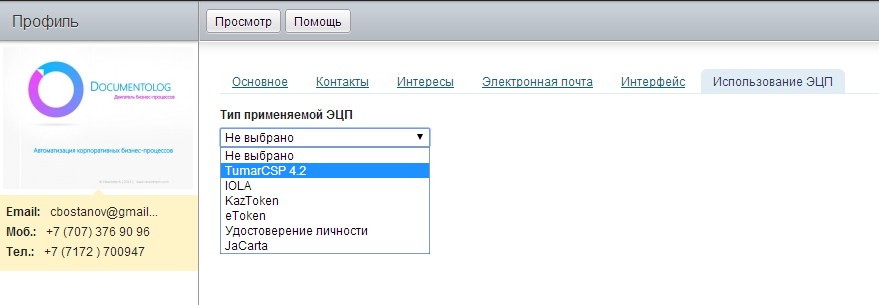 Профиль
Просмотр Помощь
Основное Контакты Интересы Электронная почта Интерфейс Использование ЭЦП
DOCUMENTOLOG
Двигатель бизнес-процессов
Автоматизация корпоративных бизнес-процессов
Email: cbostanov@gmail...
Моб.: +7 (707) 376 90 96
Тел.: +7 (7172 ) 700947
Тип применяемой ЭЦП
Не выбрано
Не выбрано
TumarCSP 4.2
IOLA
KazToken
eToken
Удостоверение личности
JaCarta